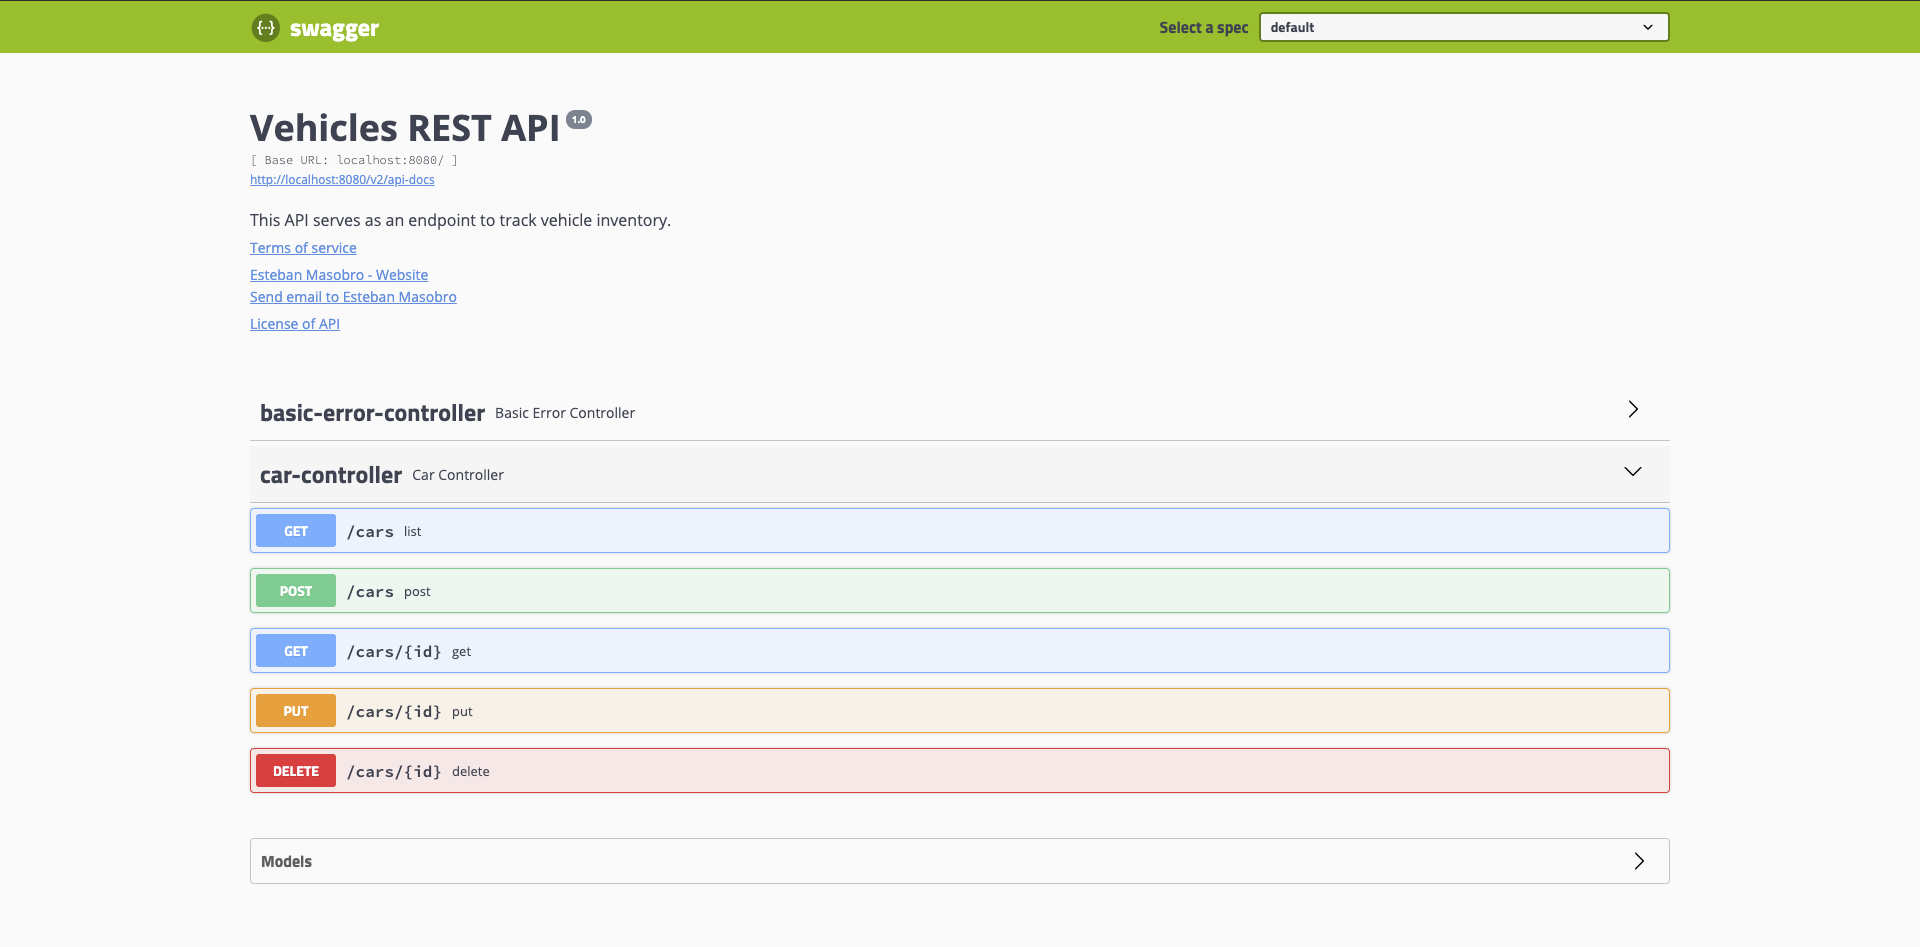 {··} swagger
Select a spec default
Vehicles REST API 1.0
[ Base URL: localhost:8080/ ]
http://localhost:8080/v2/api-docs
This API serves as an endpoint to track vehicle inventory.
Terms of service
Esteban Masobro - Website
Send email to Esteban Masobro
License of API
basic-error-controller Basic Error Controller
car-controller Car Controller
GET /cars list
POST /cars post
GET /cars/{id} get
PUT /cars/{id} put
DELETE /cars/{id} delete
Models